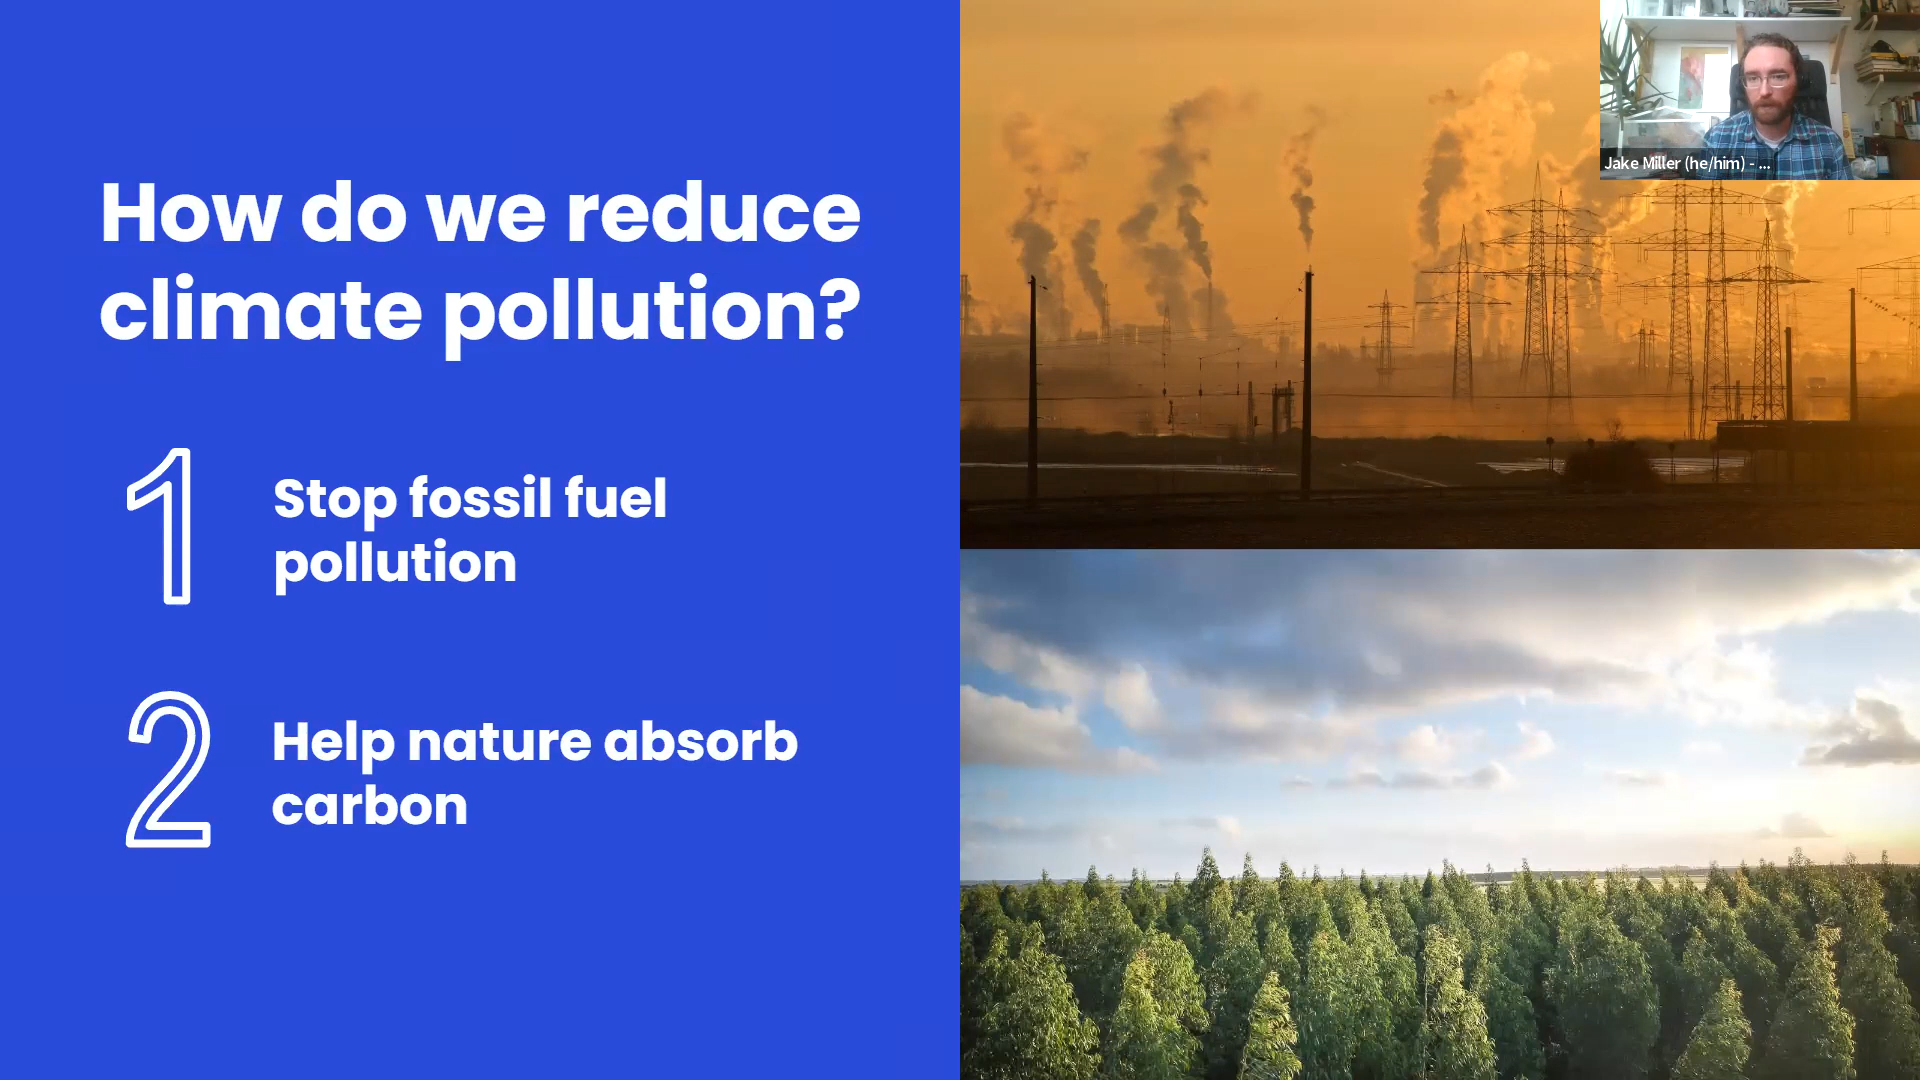 How do we reduce
climate pollution?
1
Stop fossil fuel
pollution
2
Help nature absorb
carbon
Jake Miller (he/him) - ...